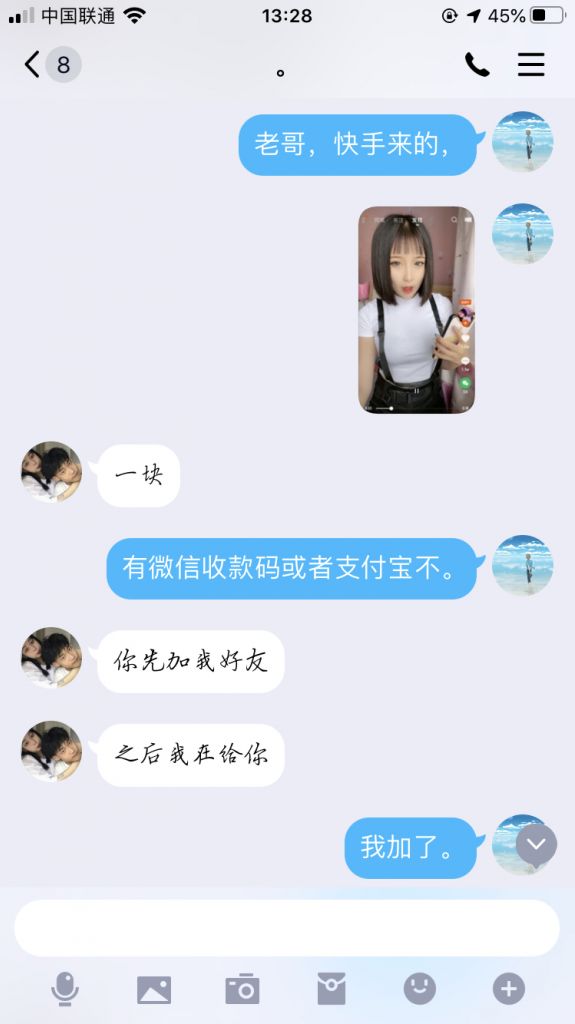 中国联通 13:28 45%
8 。
老哥，快手来的，
一块
有微信收款码或者支付宝不。
你先加我好友
之后我在给你
我加了。